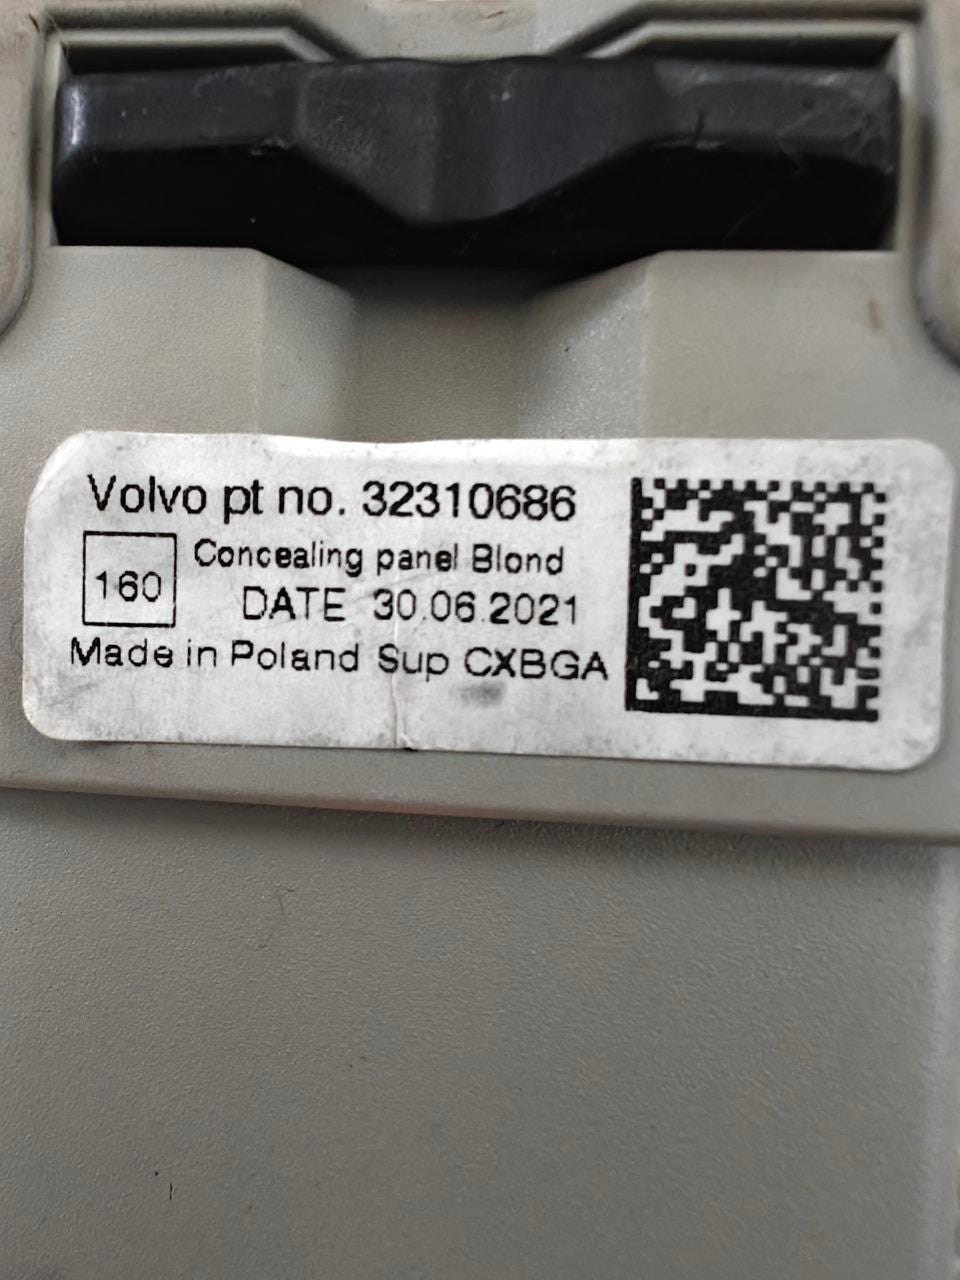 Volvo pt no. 32310686
160
Concealing panel Blond
DATE 30.06.2021
Made in Poland Sup CXBGA